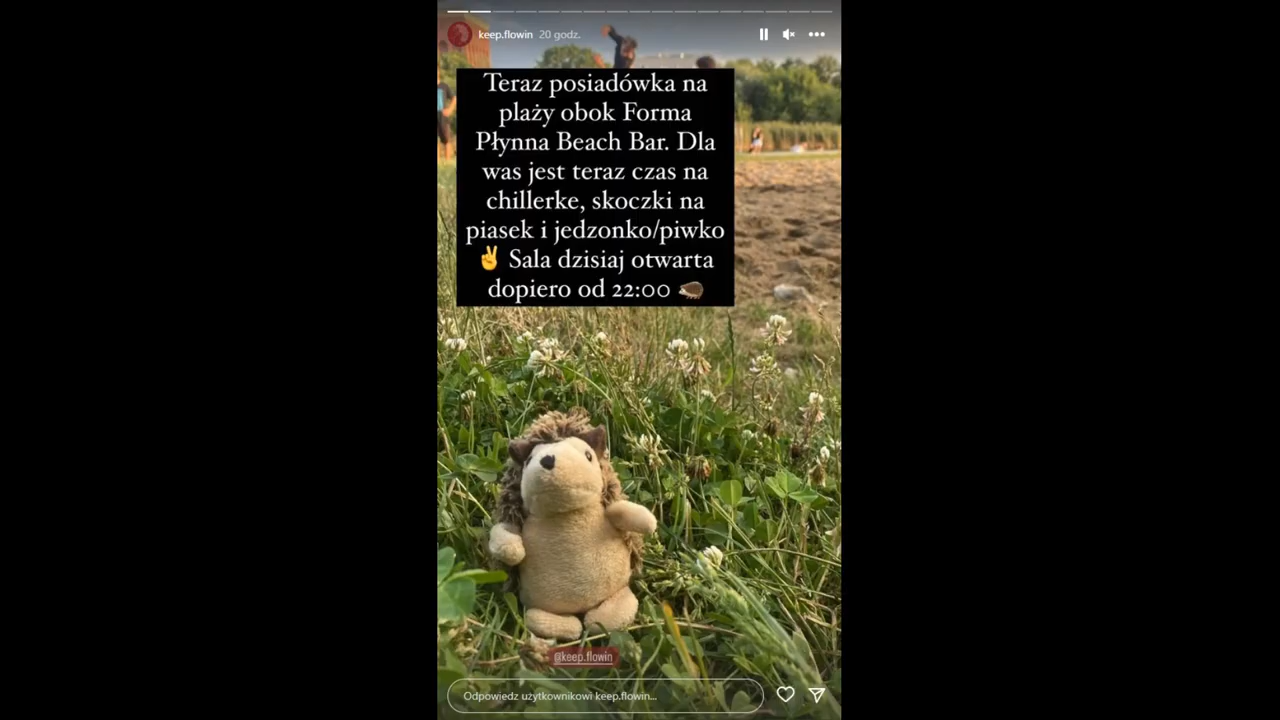 keep.flowin 20 godz.
Teraz posiadówka na
plaży obok Forma
Płynna Beach Bar. Dla
was jest teraz czas na
chillerke, skoczki na
piasek i jedzonko/piwko
✌ Sala dzisiaj otwarta
dopiero od 22:00 🦔
@keep.flowin
Odpowiedz użytkownikowi keep.flowin...